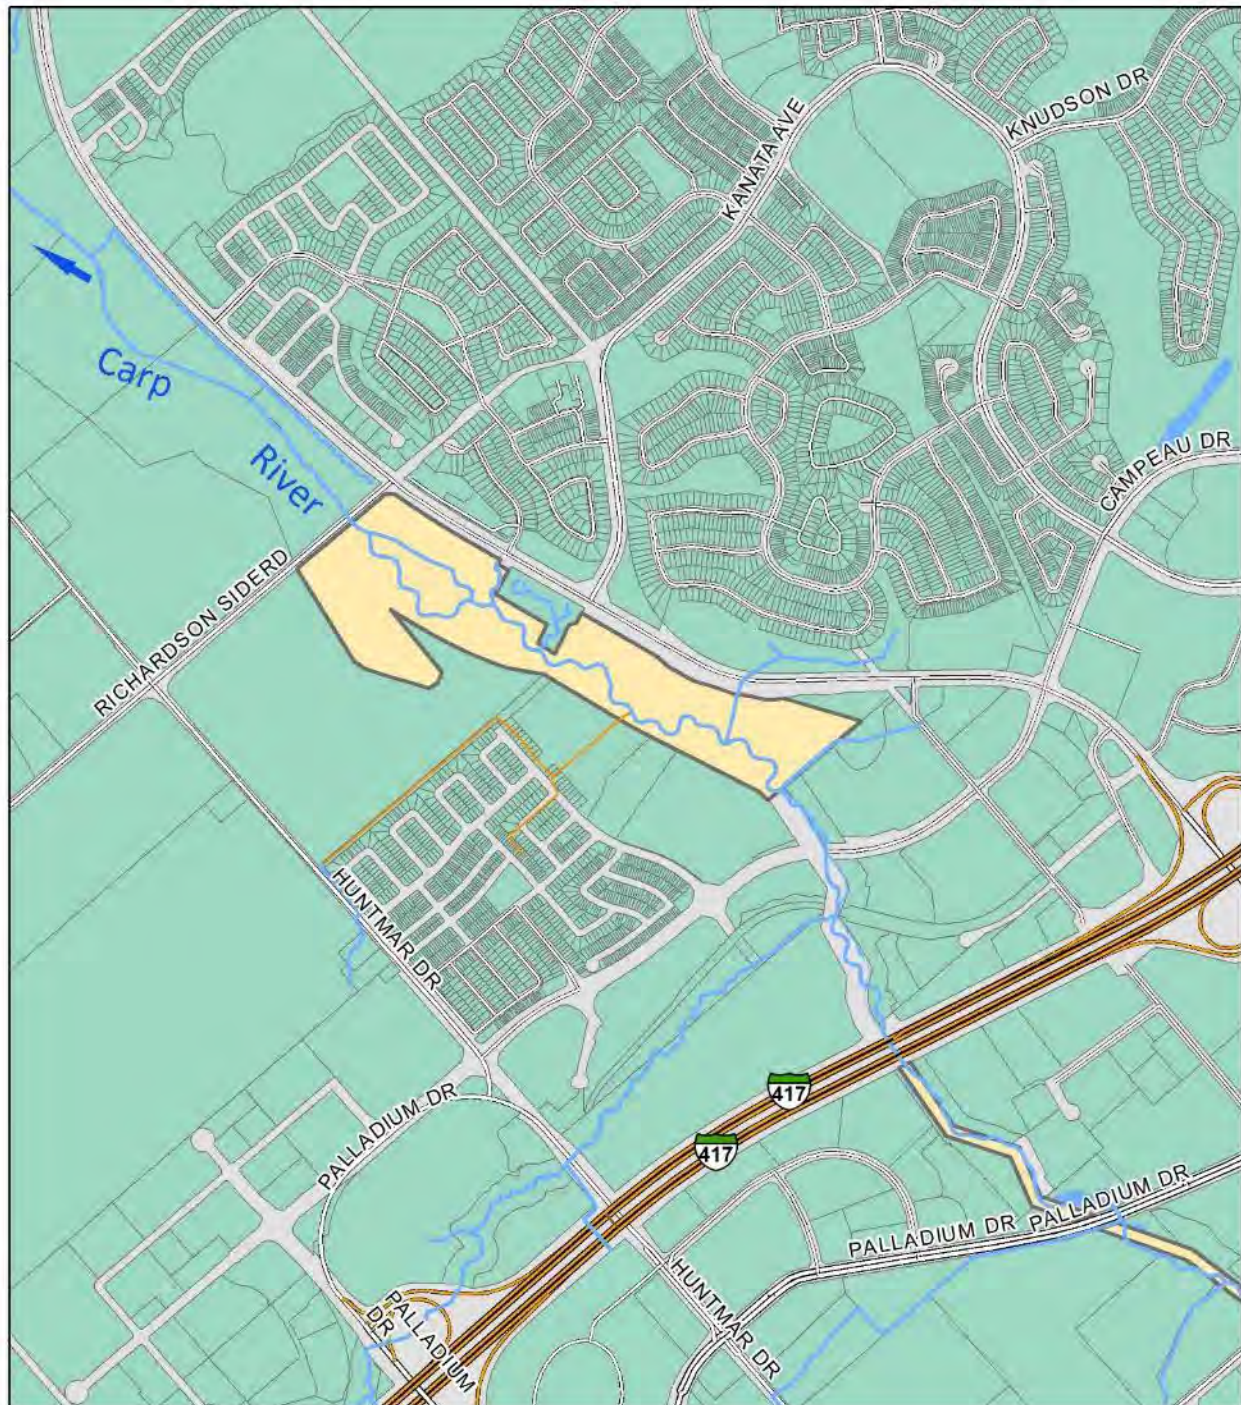 KNUDSON DR
KANATA AVE
Carp
River
CAMPEAU DR
RICHARDSON SIDERD
HUNTMAR DR
417
417
PALLADIUM DR
PALLADIUM DR
PALLADIUM DR
HUNTMAR DR
PALLADIUM
DR